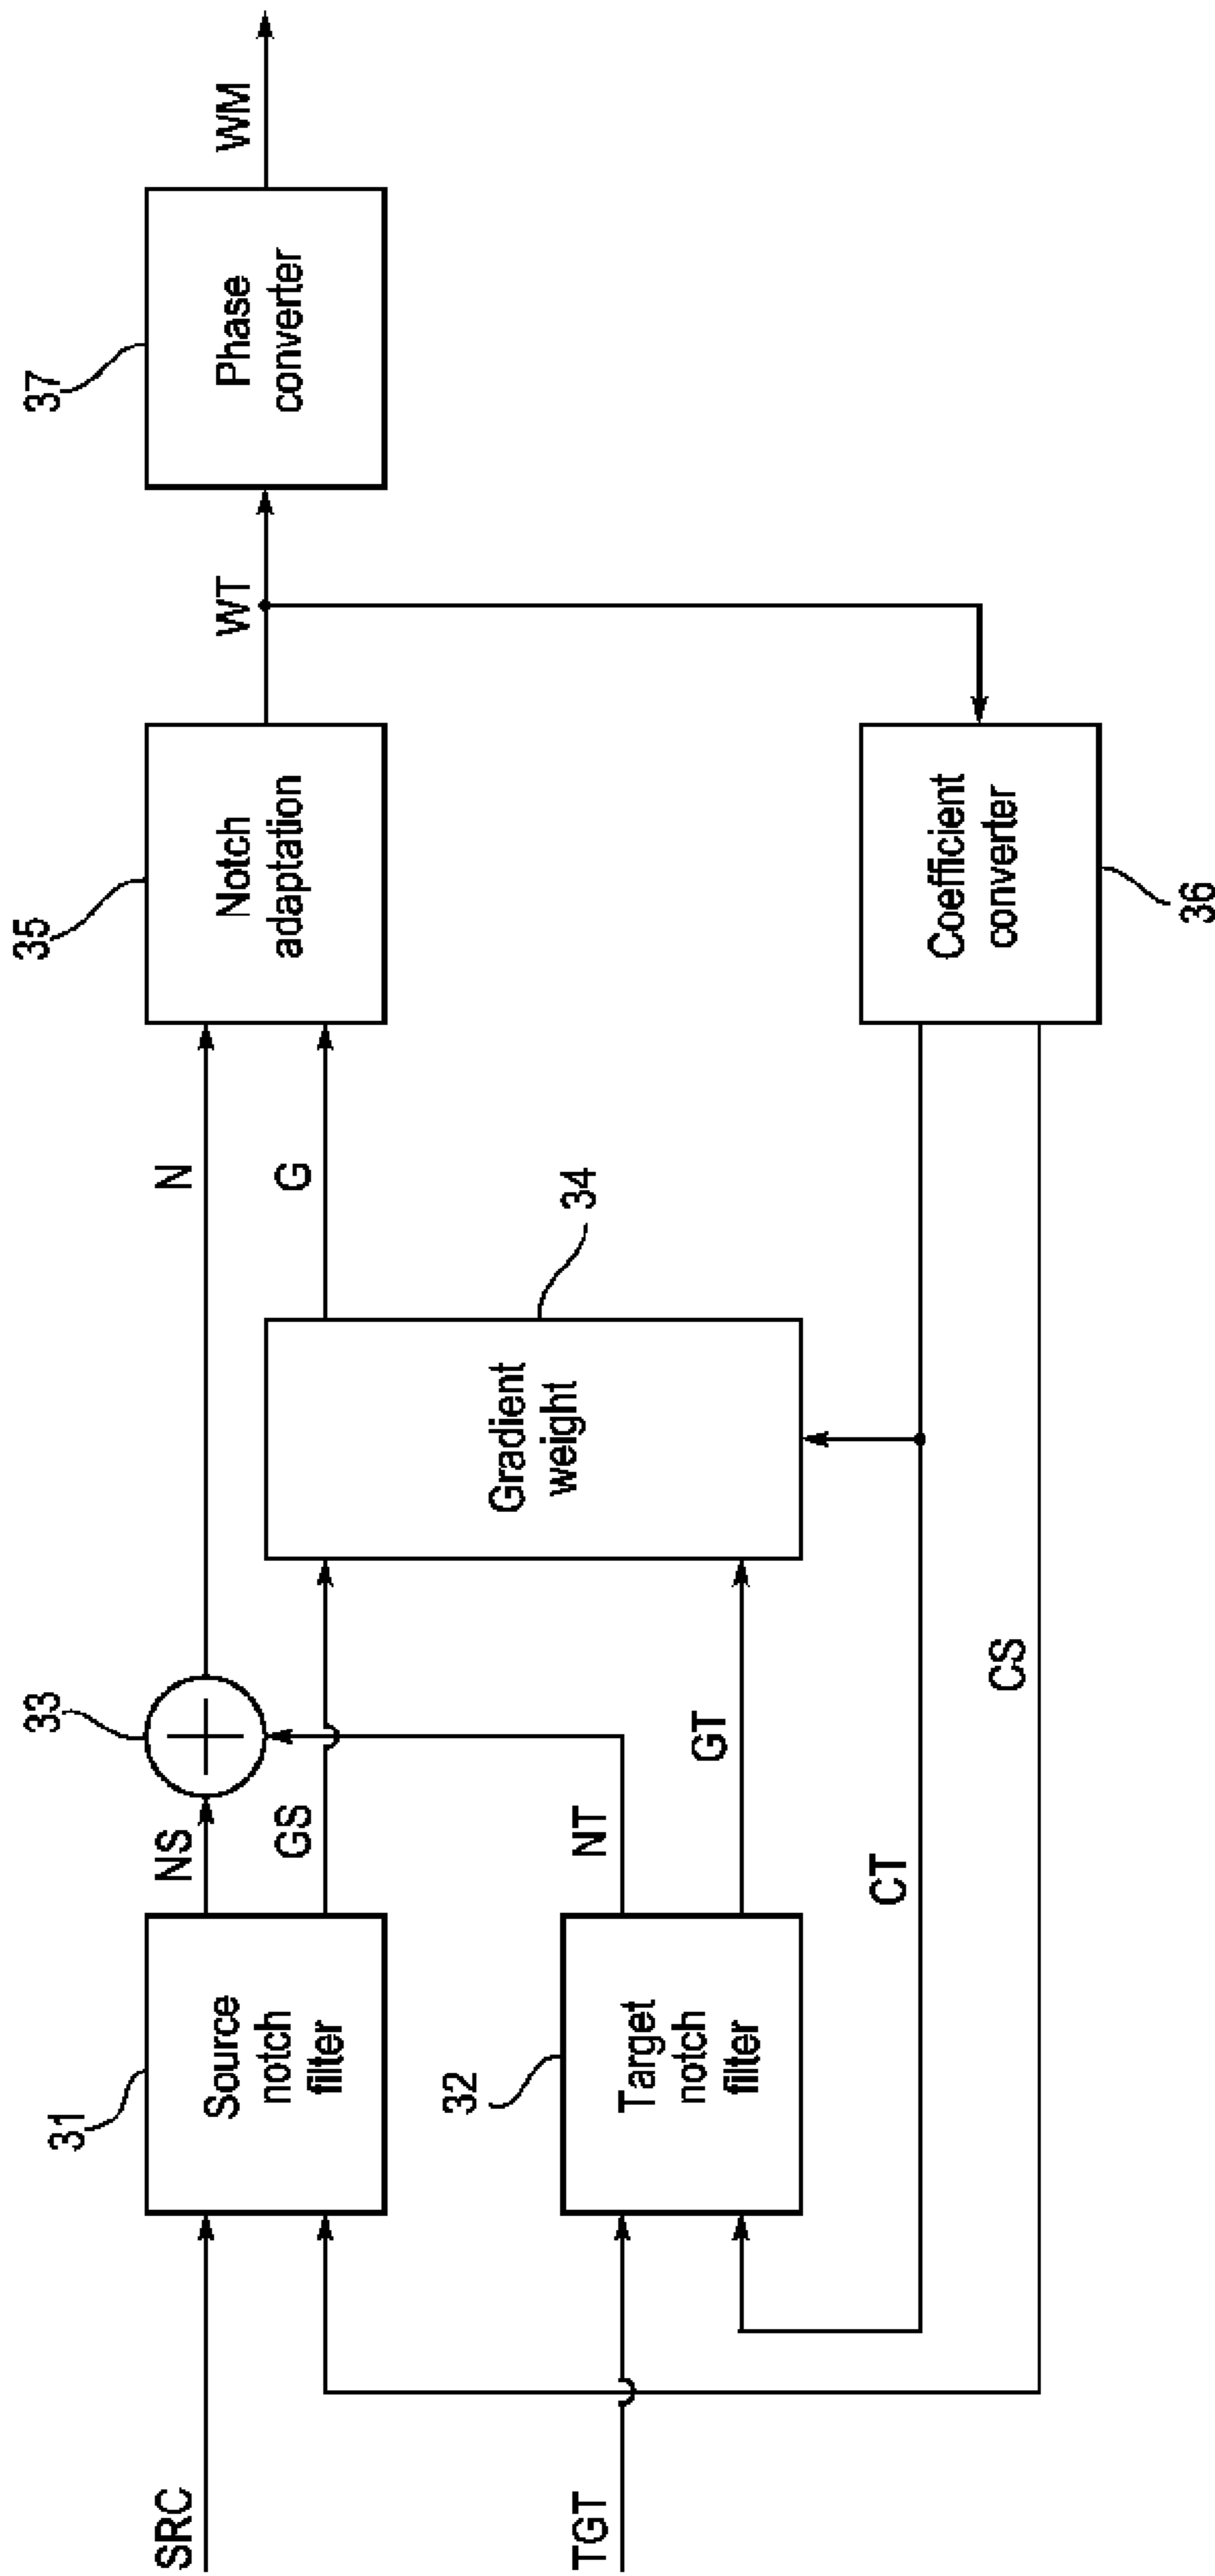 SRC
31
Source
notch
filter
NS
GS
33
TGT
32
Target
notch
filter
NT
GT
Gradient
weight
34
N
G
35
Notch
adaptation
WT
37
Phase
converter
WM
CT
CS
Coefficient
converter
36